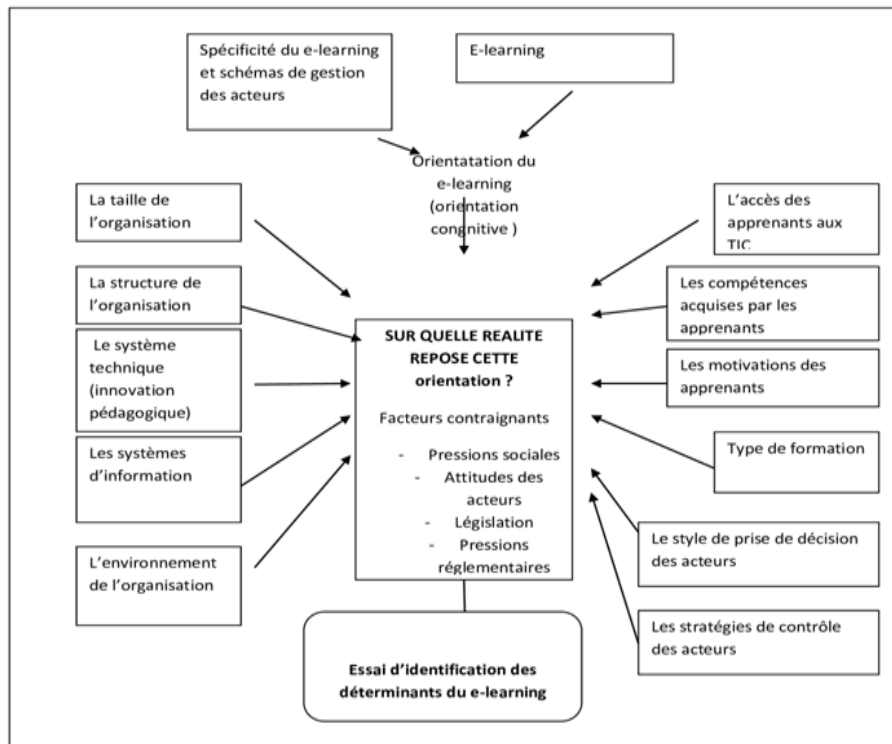 Spécificité du e-learning
et schémas de gestion
des acteurs
E-learning
Orientatation du
e-learning
(orientation
congnitive )
La taille de
l'organisation
La structure de
l'organisation
Le système
technique
(innovation
pédagogique)
Les systèmes
d'information
L'environnement
de l'organisation
SUR QUELLE REALITE
REPOSE CETTE
orientation ?
Facteurs contraignants
- Pressions sociales
- Attitudes des
acteurs
- Législation
- Pressions
réglementaires
L'accès des
apprenants aux
TIC
Les compétences
acquises par les
apprenants
Les motivations des
apprenants
Type de formation
Le style de prise de décision
des acteurs
Les stratégies de contrôle
des acteurs
Essai d'identification des
déterminants du e-learning